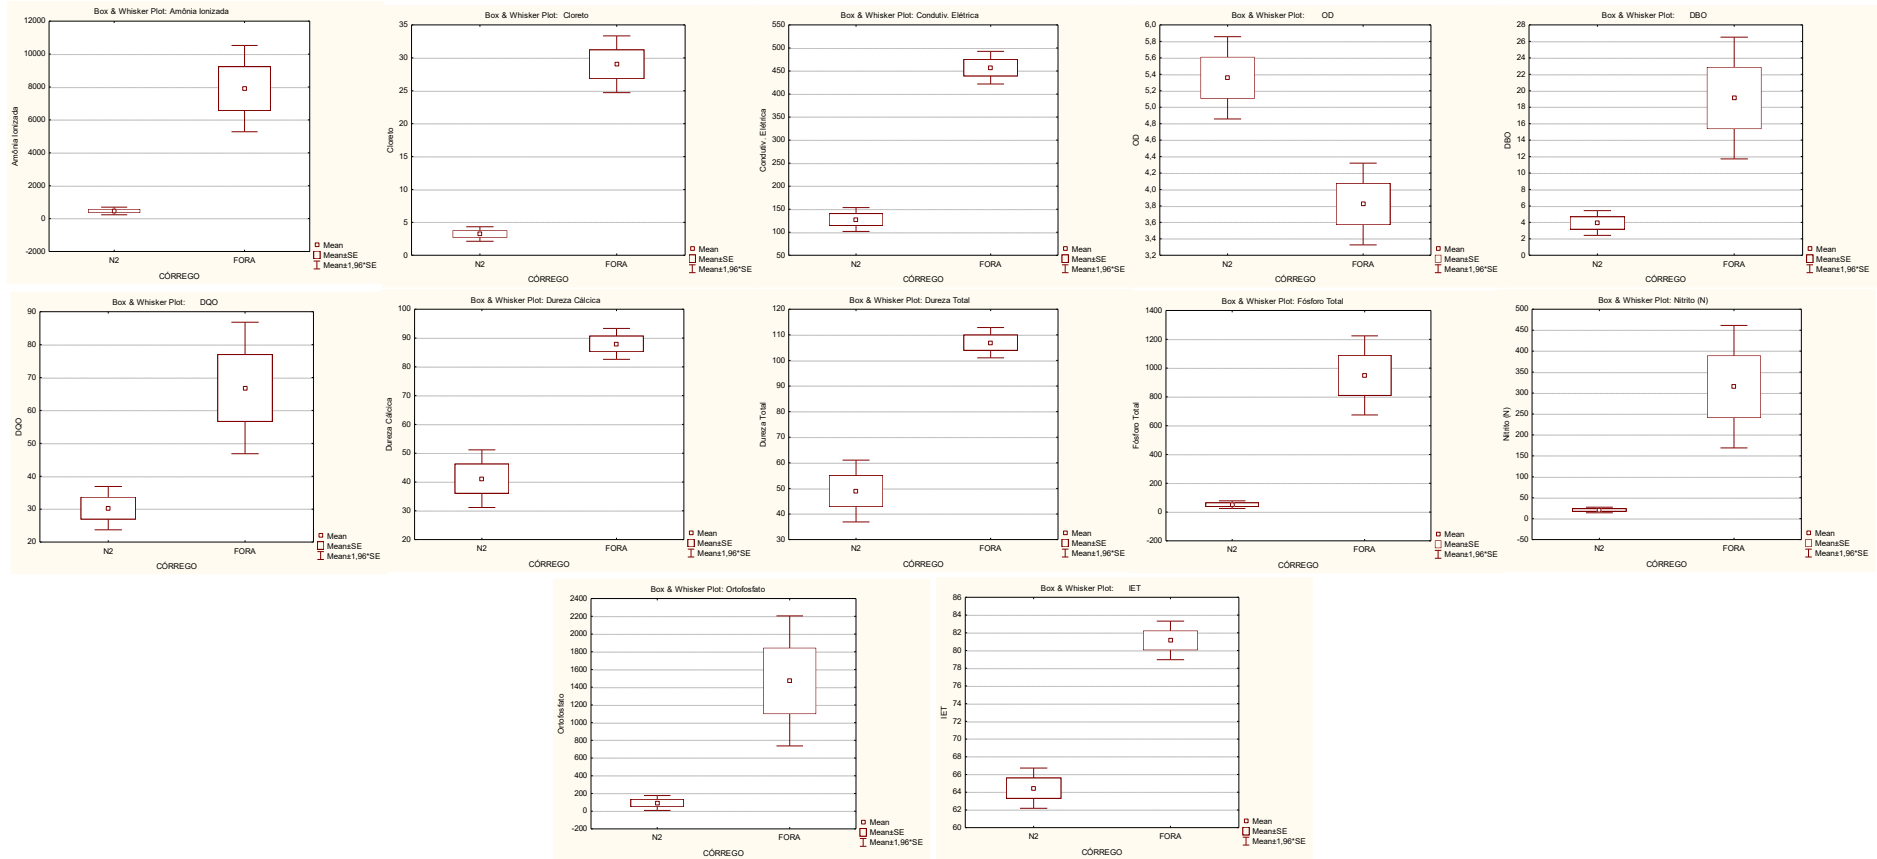 Box & Whisker Plot: Amônia Ionizada
12000
10000
8000
6000
4000
2000
0
-2000
Amônia Ionizada
N2 FORA
CÓRREGO
Mean
Mean±SE
Mean±1,96*SE
Box & Whisker Plot: Cloreto
35
30
25
20
15
10
5
0
Cloreto
N2 FORA
CÓRREGO
Mean
Mean±SE
Mean±1,96*SE
Box & Whisker Plot: Condutiv. Elétrica
550
500
450
400
350
300
250
200
150
100
50
Condutiv. Elétrica
N2 FORA
CÓRREGO
Mean
Mean±SE
Mean±1,96*SE
Box & Whisker Plot: OD
6,0
5,8
5,6
5,4
5,2
5,0
4,8
4,6
4,4
4,2
4,0
3,8
3,6
3,4
3,2
OD
N2 FORA
CÓRREGO
Mean
Mean±SE
Mean±1,96*SE
Box & Whisker Plot: DBO
28
26
24
22
20
18
16
14
12
10
8
6
4
2
0
DBO
N2 FORA
CÓRREGO
Mean
Mean±SE
Mean±1,96*SE
Box & Whisker Plot: DQO
90
80
70
60
50
40
30
20
DQO
N2 FORA
CÓRREGO
Mean
Mean±SE
Mean±1,96*SE
Box & Whisker Plot: Dureza Cálcica
100
90
80
70
60
50
40
30
20
Dureza Cálcica
N2 FORA
CÓRREGO
Mean
Mean±SE
Mean±1,96*SE
Box & Whisker Plot: Dureza Total
120
110
100
90
80
70
60
50
40
30
Dureza Total
N2 FORA
CÓRREGO
Mean
Mean±SE
Mean±1,96*SE
Box & Whisker Plot: Fósforo Total
1400
1200
1000
800
600
400
200
0
-200
Fósforo Total
N2 FORA
CÓRREGO
Mean
Mean±SE
Mean±1,96*SE
Box & Whisker Plot: Nitrito (N)
500
450
400
350
300
250
200
150
100
50
0
-50
Nitrito (N)
N2 FORA
CÓRREGO
Mean
Mean±SE
Mean±1,96*SE
Box & Whisker Plot: Ortofosfato
2400
2200
2000
1800
1600
1400
1200
1000
800
600
400
200
0
-200
Ortofosfato
N2 FORA
CÓRREGO
Mean
Mean±SE
Mean±1,96*SE
Box & Whisker Plot: IET
86
84
82
80
78
76
74
72
70
68
66
64
62
60
IET
N2 FORA
CÓRREGO
Mean
Mean±SE
Mean±1,96*SE